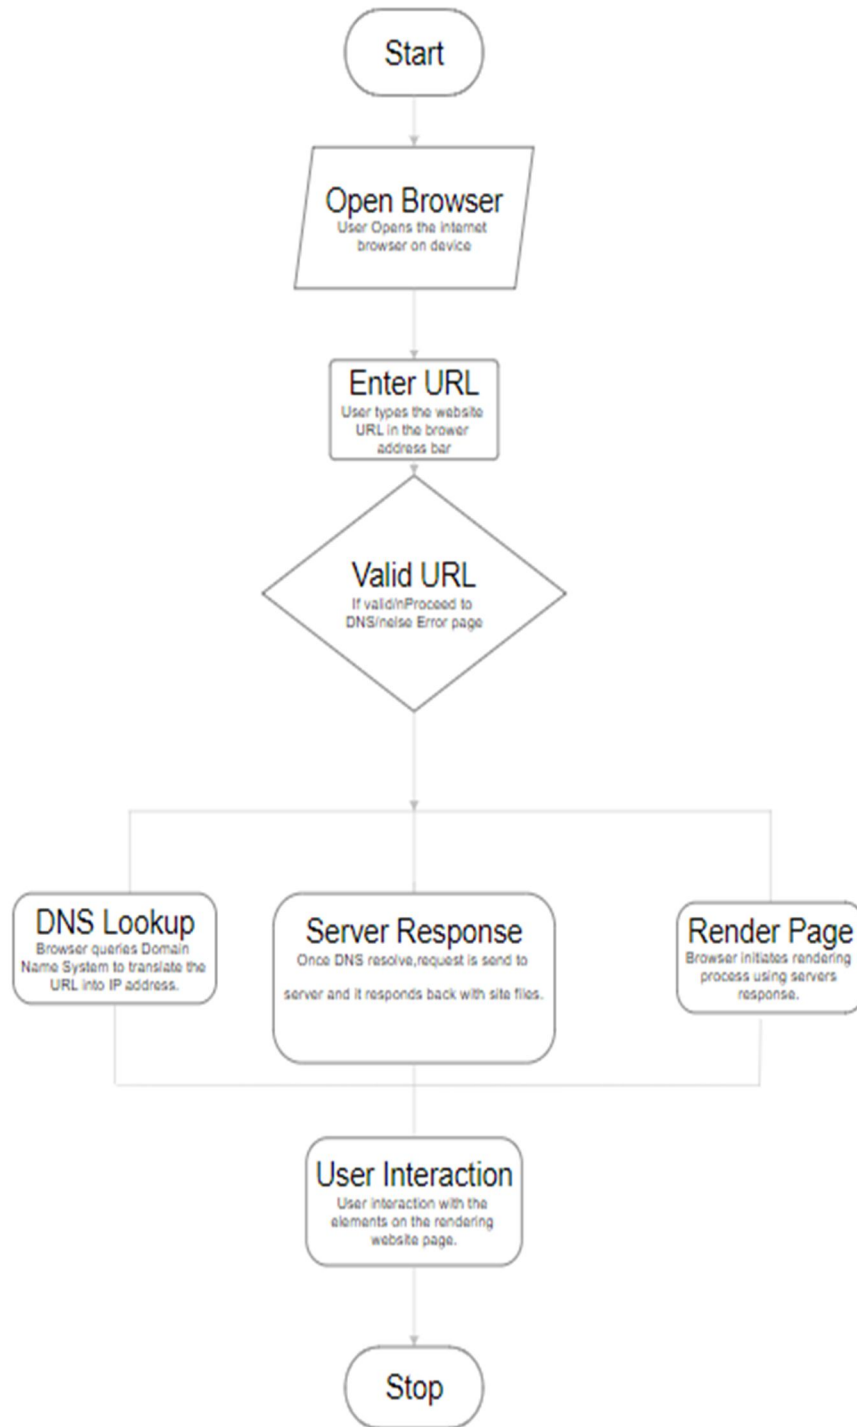 Start
Open Browser
User Opens the internet
browser on device
Enter URL
User types the website
URL in the brower
address bar
Valid URL
If valid/nProceed to
DNS/nelse Error page
DNS Lookup
Browser queries Domain
Name System to translate the
URL into IP address.
Server Response
Once DNS resolve,request is send to
server and it responds back with site files.
Render Page
Browser initiates rendering
process using servers
response.
User Interaction
User interaction with the
elements on the rendering
website page.
Stop